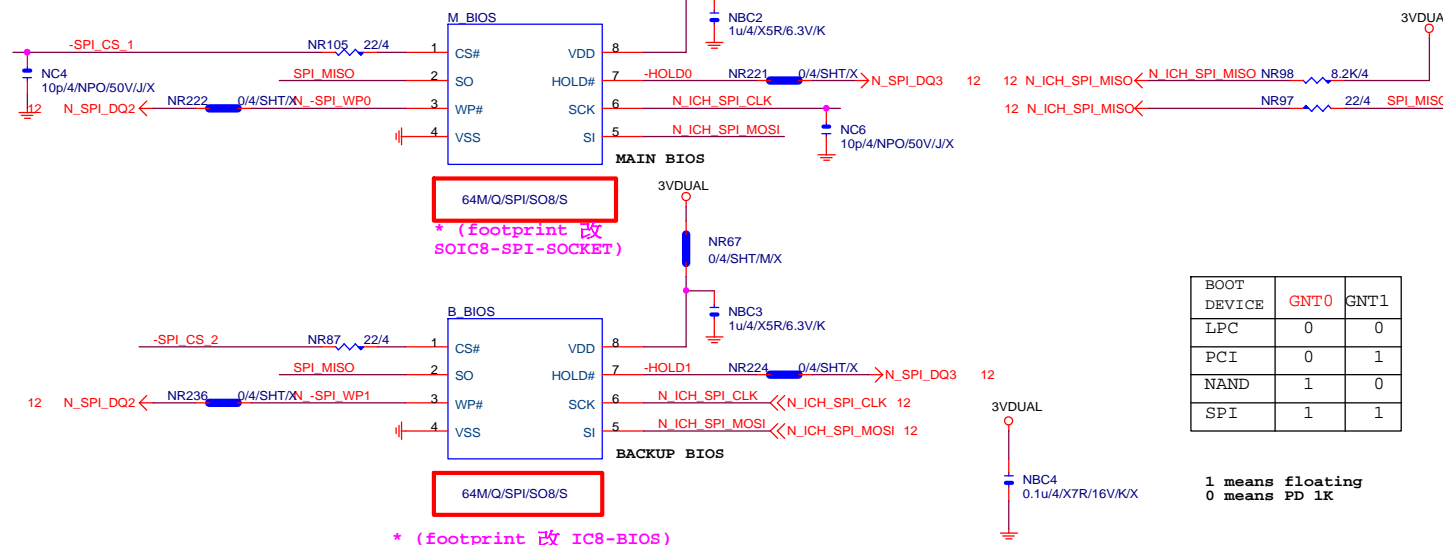 M_BIOS
NBC2
1u/4/X5R/6.3V/K
3VDUA
-SPI_CS_1
NR105 22/4
1 CS# VDD 8
NC4
10p/4/NPO/50V/J/X
SPI_MISO
2 SO HOLD# 7
-HOLD0 NR221 0/4/SHT/X N_SPI_DQ3 12
12 N_ICH_SPI_MISO N_ICH_SPI_MISO NR98 8.2K/4
12 N_SPI_DQ2 NR222 0/4/SHT/X N_-SPI_WP0
3 WP# SCK 6
N_ICH_SPI_CLK
12 N_ICH_SPI_MISO NR97 22/4 SPI_MISO
4 VSS SI 5
N_ICH_SPI_MOSI
NC6
10p/4/NPO/50V/J/X
MAIN BIOS
64M/Q/SPI/SO8/S
* (footprint 改
SOIC8-SPI-SOCKET)
3VDUAL
NR67
0/4/SHT/M/X
B_BIOS
NBC3
1u/4/X5R/6.3V/K
-SPI_CS_2
NR87 22/4
1 CS# VDD 8
SPI_MISO
2 SO HOLD# 7
-HOLD1 NR224 0/4/SHT/X N_SPI_DQ3 12
12 N_SPI_DQ2 NR236 0/4/SHT/X N_-SPI_WP1
3 WP# SCK 6
N_ICH_SPI_CLK N_ICH_SPI_CLK 12
4 VSS SI 5
N_ICH_SPI_MOSI N_ICH_SPI_MOSI 12
BACKUP BIOS
64M/Q/SPI/SO8/S
* (footprint 改 IC8-BIOS)
3VDUAL
NBC4
0.1u/4/X7R/16V/K/X
BOOT DEVICE GNT0 GNT1
LPC 0 0
PCI 0 1
NAND 1 0
SPI 1 1
1 means floating
0 means PD 1K